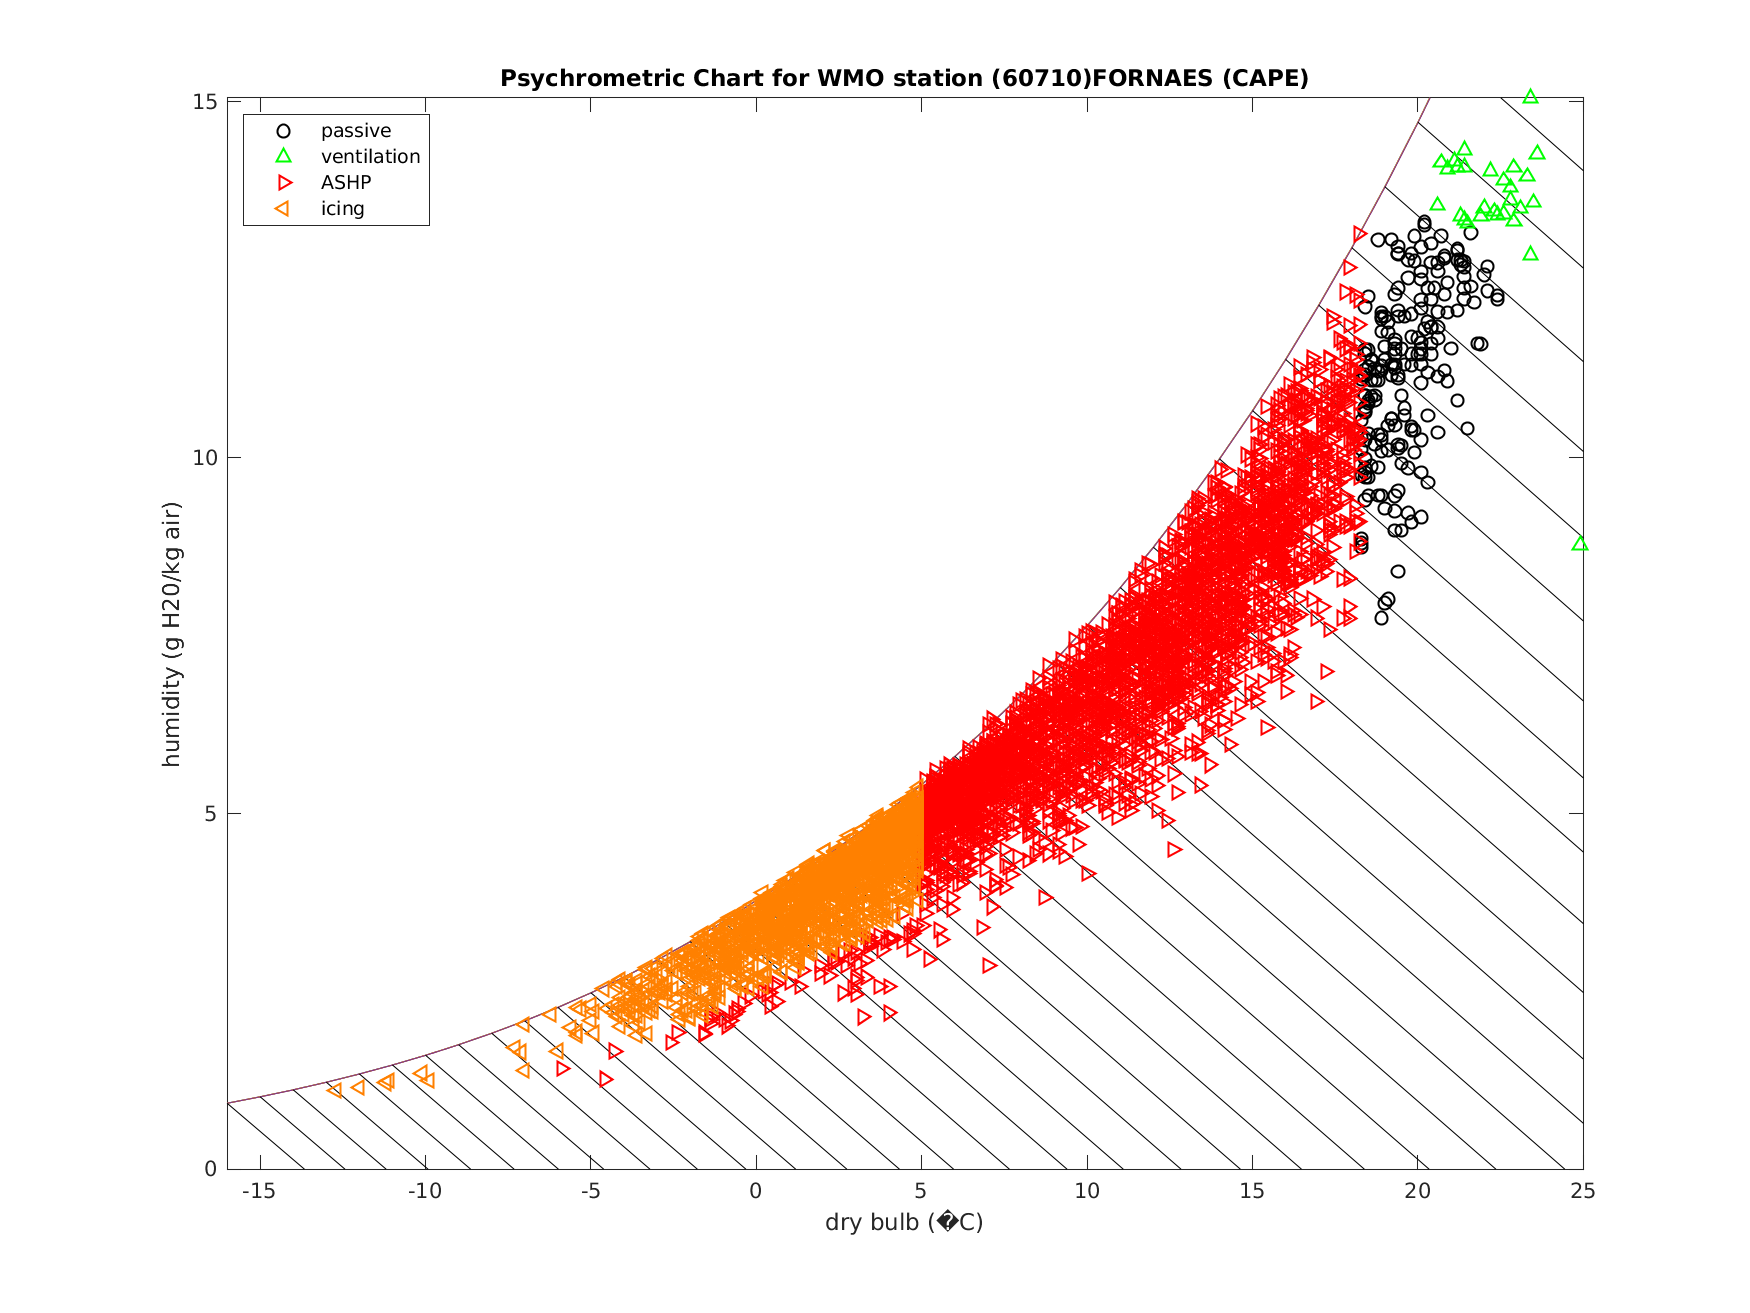 Psychrometric Chart for WMO station (60710)FORNAES (CAPE)
passive
ventilation
ASHP
icing
humidity (g H20/kg air)
15
10
5
0
-15 -10 -5 0 5 10 15 20 25
dry bulb (�C)